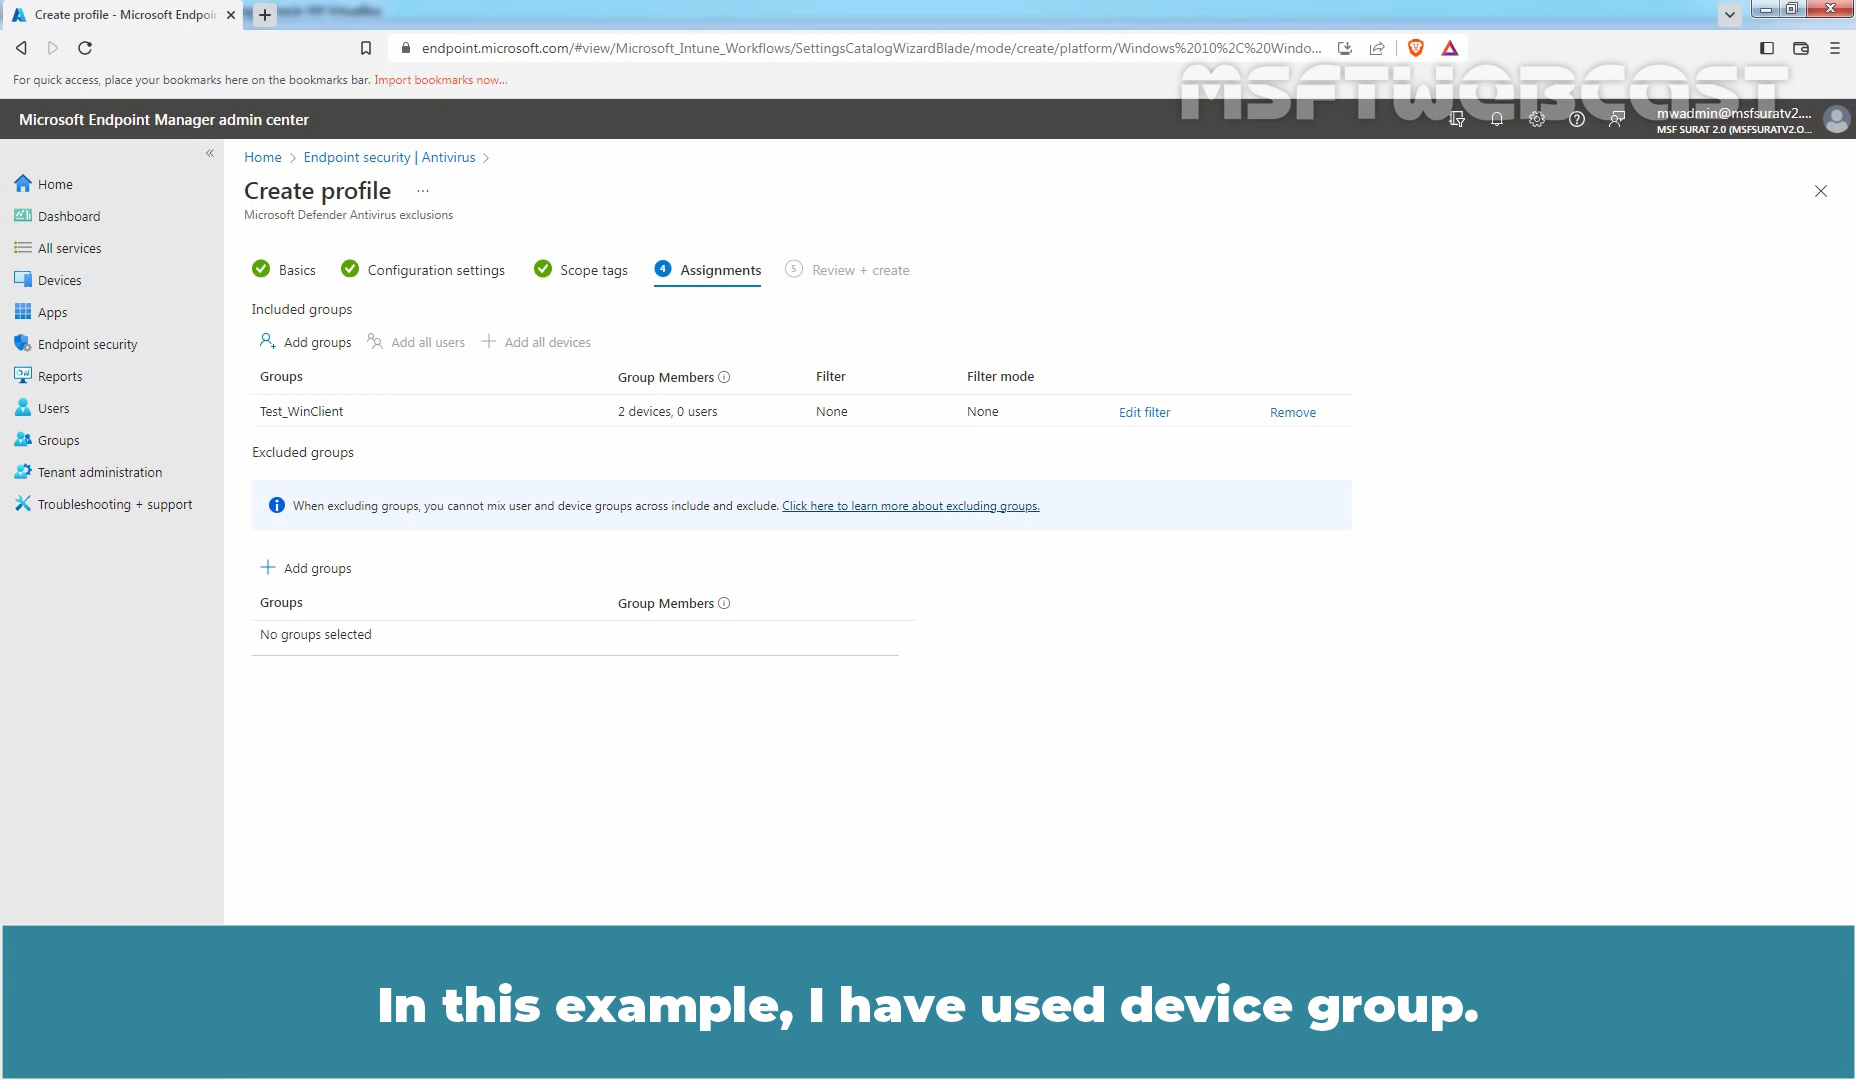 Create profile - Microsoft Endpoin
endpoint.microsoft.com/#view/Microsoft_Intune_Workflows/SettingsCatalogWizardBlade/mode/create/platform/Windows%2010%2C%20Windo...
For quick access, place your bookmarks here on the bookmarks bar. Import bookmarks now...
MSFTWEBCAST
Microsoft Endpoint Manager admin center
mwadmin@msfsuratv2....
MSF SURAT 2.0 (MSFSURATV2.O...
Home
Dashboard
All services
Devices
Apps
Endpoint security
Reports
Users
Groups
Tenant administration
Troubleshooting + support
Home > Endpoint security | Antivirus >
Create profile ...
Microsoft Defender Antivirus exclusions
Basics Configuration settings Scope tags 4 Assignments 5 Review + create
Included groups
Add groups Add all users Add all devices
Groups Group Members Filter Filter mode
Test_WinClient 2 devices, 0 users None None Edit filter Remove
Excluded groups
When excluding groups, you cannot mix user and device groups across include and exclude. Click here to learn more about excluding groups.
Add groups
Groups Group Members
No groups selected
In this example, I have used device group.